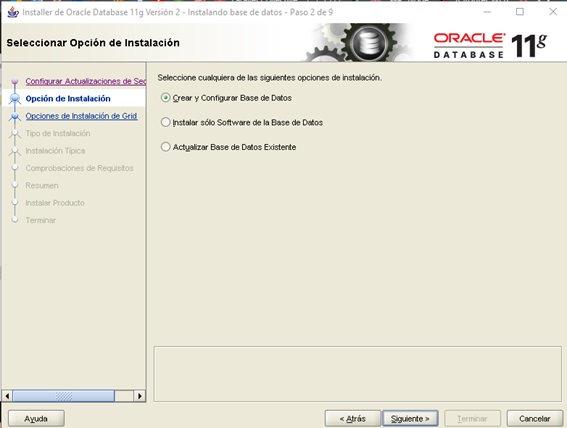 Installer de Oracle Database 11g Versión 2 - Instalando base de datos - Paso 2 de 9
Seleccionar Opción de Instalación
ORACLE
DATABASE
11g
Configurar Actualizaciones de Seg
Opción de Instalación
Opciones de Instalación de Grid
Tipo de Instalación
Instalación Típica
Comprobaciones de Requisitos
Resumen
Instalar Producto
Terminar
Seleccione cualquiera de las siguientes opciones de instalación.
Crear y Configurar Base de Datos
Instalar sólo Software de la Base de Datos
Actualizar Base de Datos Existente
Ayuda
< Atrás
Siguiente >
Terminar
Cancelar